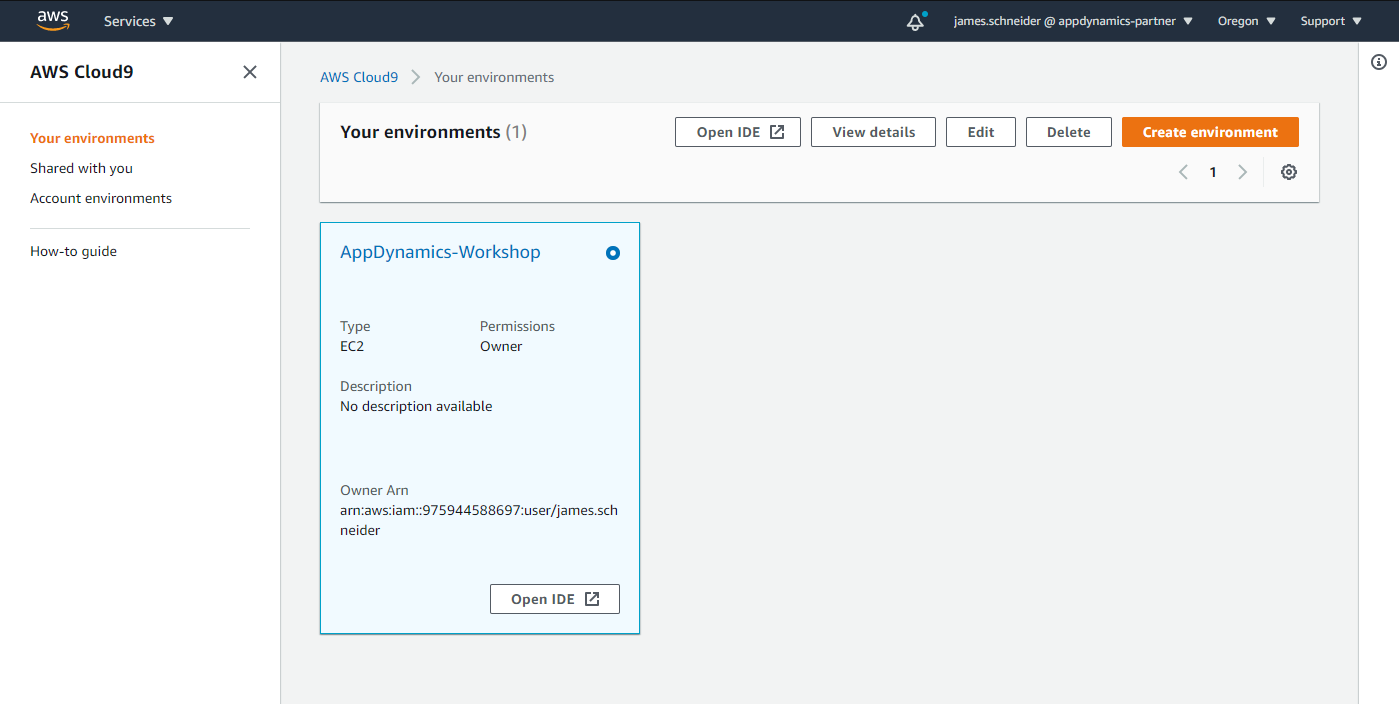 aws
Services
james.schneider @ appdynamics-partner
Oregon
Support
AWS Cloud9
Your environments
Shared with you
Account environments
How-to guide
AWS Cloud9 Your environments
Your environments (1)
Open IDE
View details
Edit
Delete
Create environment
1
AppDynamics-Workshop
Type
EC2
Permissions
Owner
Description
No description available
Owner Arn
arn:aws:iam::975944588697:user/james.sch
neider
Open IDE